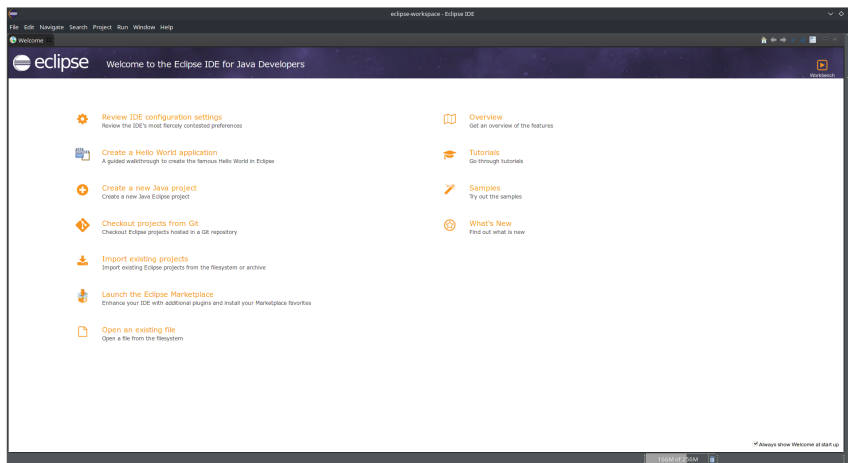 eclipse-workspace - Eclipse IDE
File Edit Navigate Search Project Run Window Help
Welcome
eclipse Welcome to the Eclipse IDE for Java Developers
Workbench
Review IDE configuration settings
Review the IDE's most fiercely contested preferences
Create a Hello World application
A guided walkthrough to create the famous Hello World in Eclipse
Create a new Java project
Create a new Java Eclipse project
Checkout projects from Git
Checkout Eclipse projects hosted in a Git repository
Import existing projects
Import existing Eclipse projects from the filesystem or archive
Launch the Eclipse Marketplace
Enhance your IDE with additional plugins and install your Marketplace favorites
Open an existing file
Open a file from the filesystem
Overview
Get an overview of the features
Tutorials
Go through tutorials
Samples
Try out the samples
What's New
Find out what is new
Always show Welcome at start up
166M of 256M